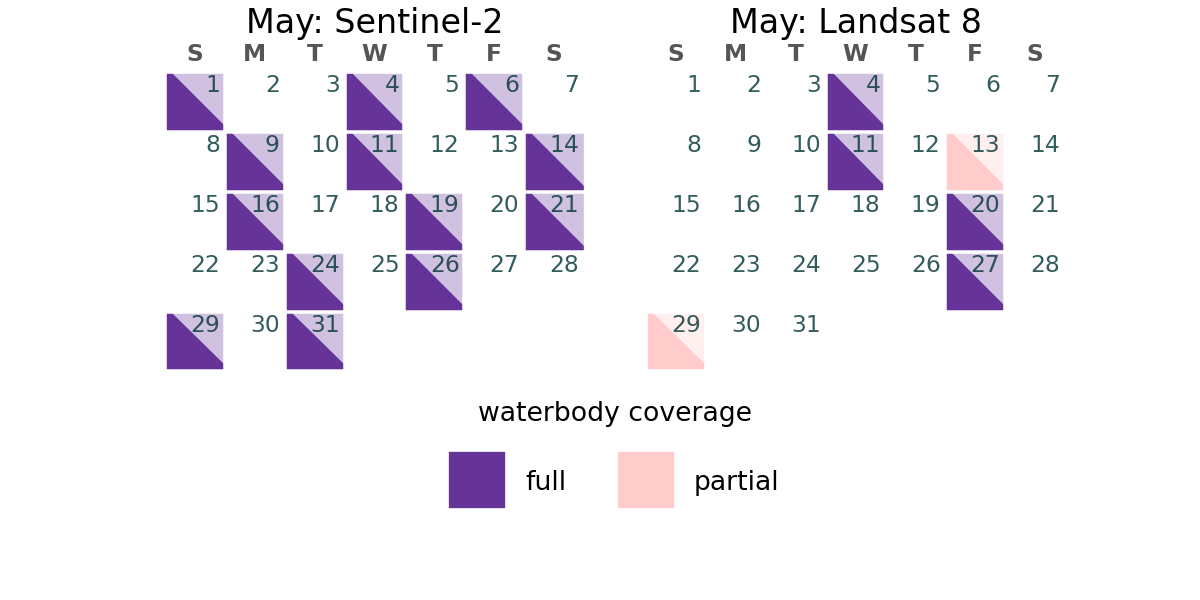 May: Sentinel-2
S M T W T F S
1 2 3 4 5 6 7
8 9 10 11 12 13 14
15 16 17 18 19 20 21
22 23 24 25 26 27 28
29 30 31
May: Landsat 8
S M T W T F S
1 2 3 4 5 6 7
8 9 10 11 12 13 14
15 16 17 18 19 20 21
22 23 24 25 26 27 28
29 30 31
waterbody coverage
full partial